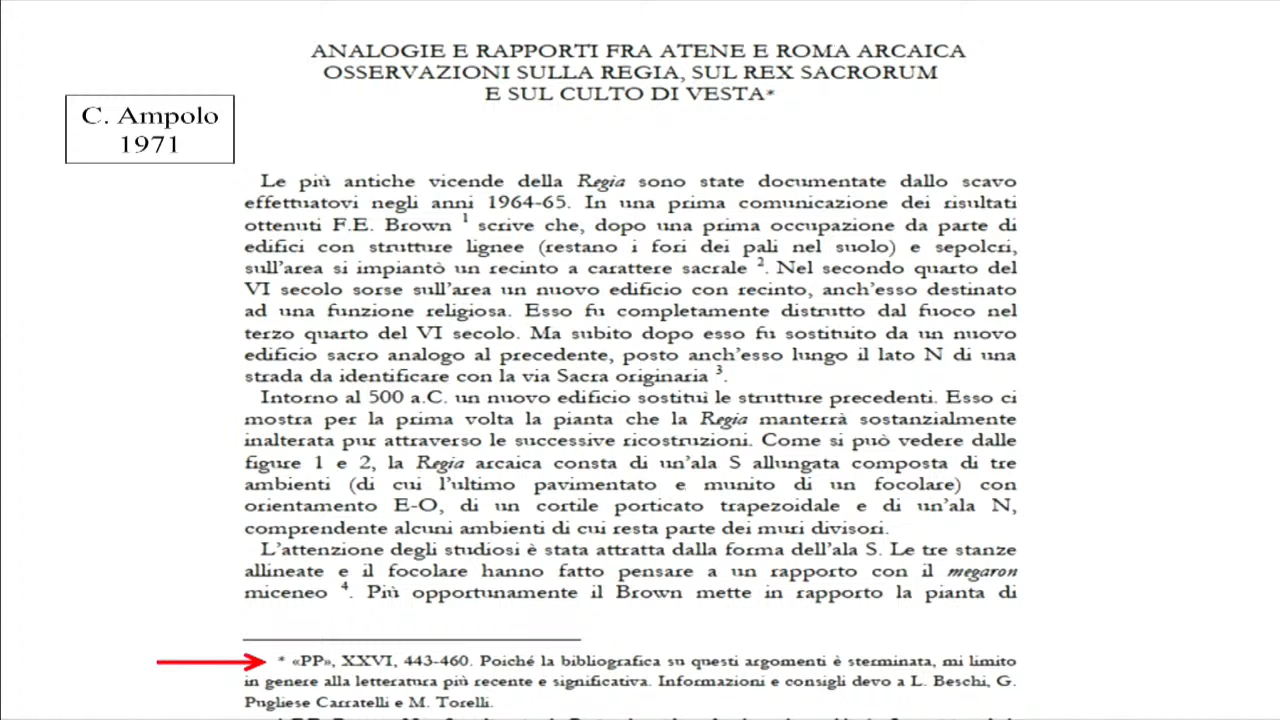 ANALOGIE E RAPPORTI FRA ATENE E ROMA ARCAICA
OSSERVAZIONI SULLA REGIA, SUL REX SACRORUM
E SUL CULTO DI VESTA*
C. Ampolo
1971
Le più antiche vicende della Regia sono state documentate dallo scavo
effettuatovi negli anni 1964-65. In una prima comunicazione dei risultati
ottenuti F.E. Brown 1 scrive che, dopo una prima occupazione da parte di
edifici con strutture lignee (restano i fori dei pali nel suolo) e sepolcri,
sull'area si impiantò un recinto a carattere sacrale 2. Nel secondo quarto del
VI secolo sorse sull'area un nuovo edificio con recinto, anch'esso destinato
ad una funzione religiosa. Esso fu completamente distrutto dal fuoco nel
terzo quarto del VI secolo. Ma subito dopo esso fu sostituito da un nuovo
edificio sacro analogo al precedente, posto anch'esso lungo il lato N di una
strada da identificare con la via Sacra originaria 3.
Intorno al 500 a.C. un nuovo edificio sostituì le strutture precedenti. Esso ci
mostra per la prima volta la pianta che la Regia manterrà sostanzialmente
inalterata pur attraverso le successive ricostruzioni. Come si può vedere dalle
figure 1 e 2, la Regia arcaica consta di un'ala S allungata composta di tre
ambienti (di cui l'ultimo pavimentato e munito di un focolare) con
orientamento E-O, di un cortile porticato trapezoidale e di un'ala N,
comprendente alcuni ambienti di cui resta parte dei muri divisori.
L'attenzione degli studiosi è stata attratta dalla forma dell'ala S. Le tre stanze
allineate e il focolare hanno fatto pensare a un rapporto con il megaron
miceneo 4. Più opportunamente il Brown mette in rapporto la pianta di
* «PP», XXVI, 443-460. Poiché la bibliografica su questi argomenti è sterminata, mi limito
in genere alla letteratura più recente e significativa. Informazioni e consigli devo a L. Beschi, G.
Pugliese Carratelli e M. Torelli.